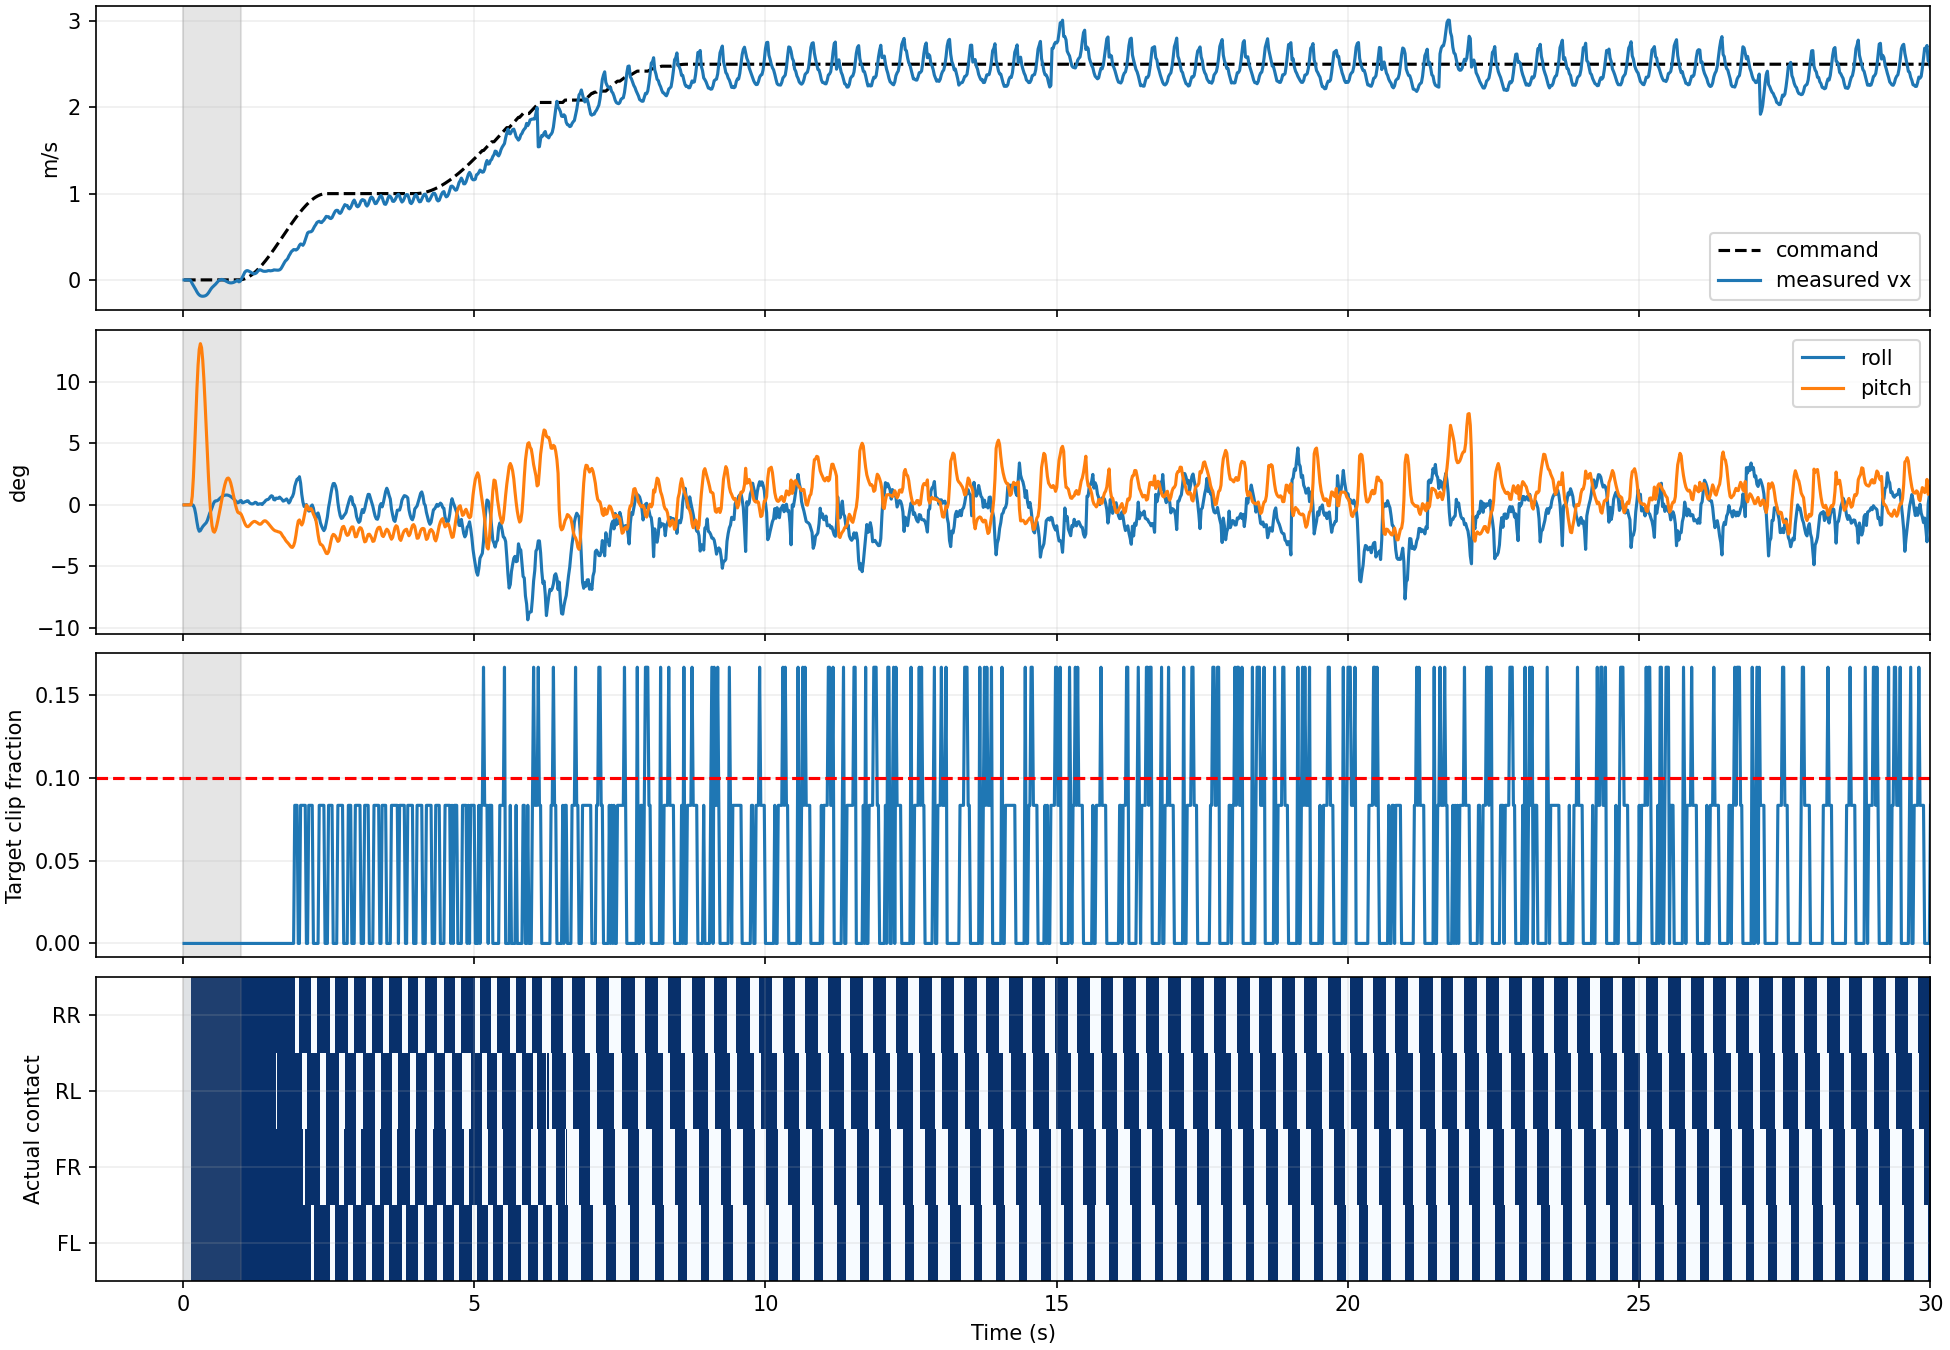 3
2
1
0
m/s
command
measured vx
10
5
0
−5
−10
deg
roll
pitch
0.15
0.10
0.05
0.00
Target clip fraction
RR
RL
FR
FL
Actual contact
0
5
10
15
20
25
30
Time (s)